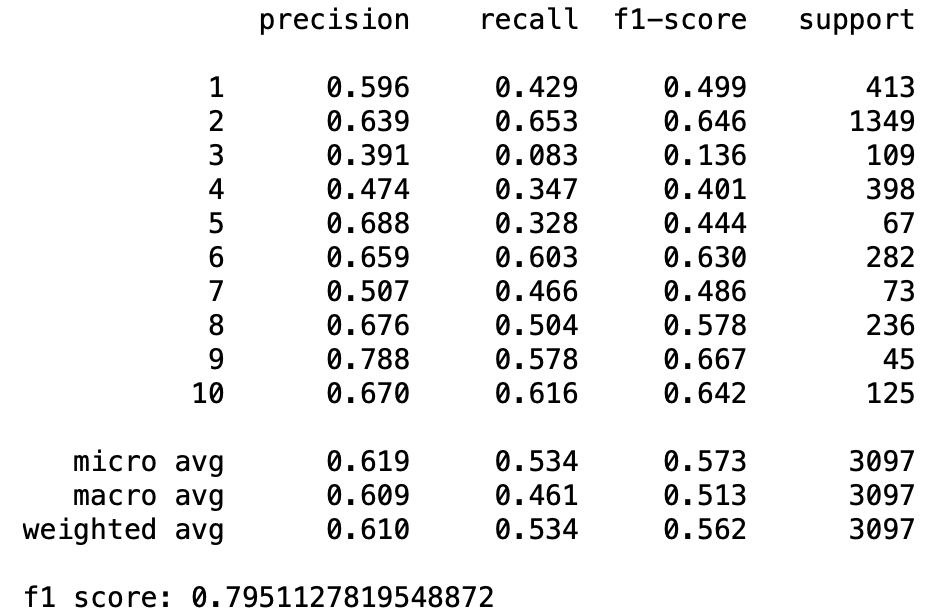 precision recall f1-score support
1 0.596 0.429 0.499 413
2 0.639 0.653 0.646 1349
3 0.391 0.083 0.136 109
4 0.474 0.347 0.401 398
5 0.688 0.328 0.444 67
6 0.659 0.603 0.630 282
7 0.507 0.466 0.486 73
8 0.676 0.504 0.578 236
9 0.788 0.578 0.667 45
10 0.670 0.616 0.642 125
micro avg 0.619 0.534 0.573 3097
macro avg 0.609 0.461 0.513 3097
weighted avg 0.610 0.534 0.562 3097
f1 score: 0.7951127819548872